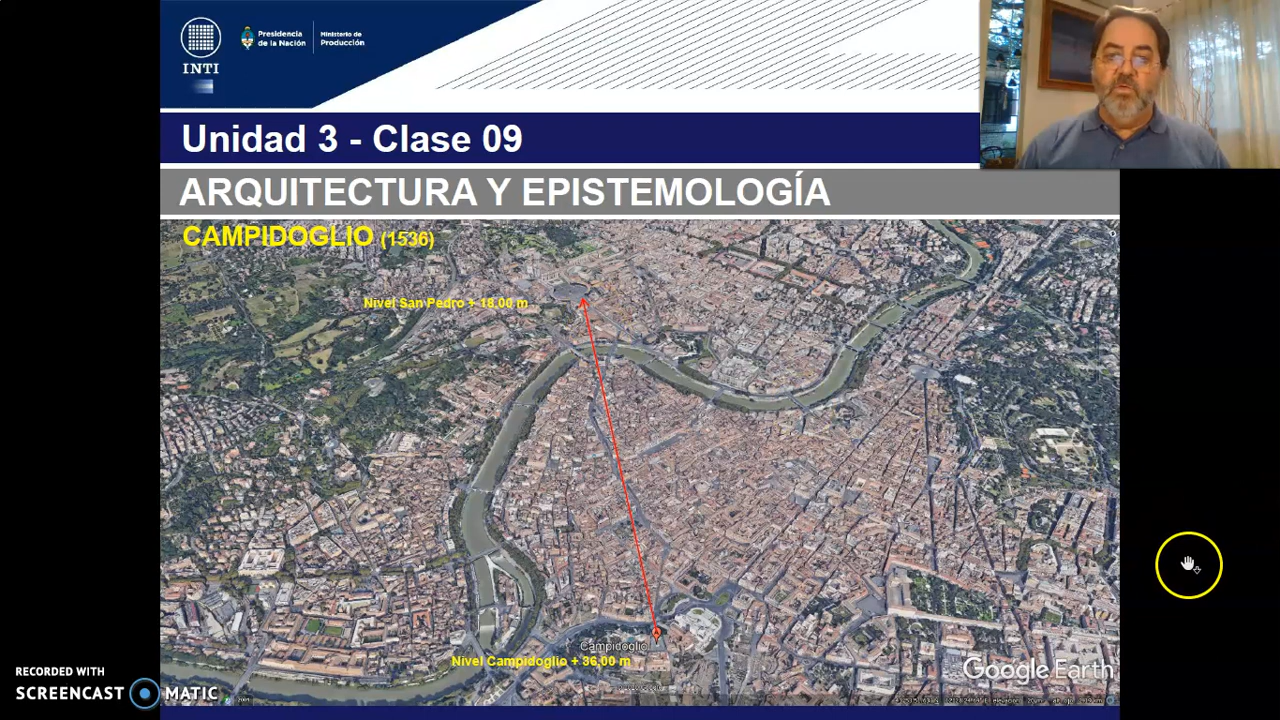 INTI
Presidencia
de la Nación
Ministerio de
Producción
Unidad 3 - Clase 09
ARQUITECTURA Y EPISTEMOLOGÍA
CAMPIDOGLIO (1536)
Nivel San Pedro + 18.00 m
Campidoglio
Nivel Campidoglio + 36,00 m
Google Earth
RECORDED WITH
SCREENCAST MATIC